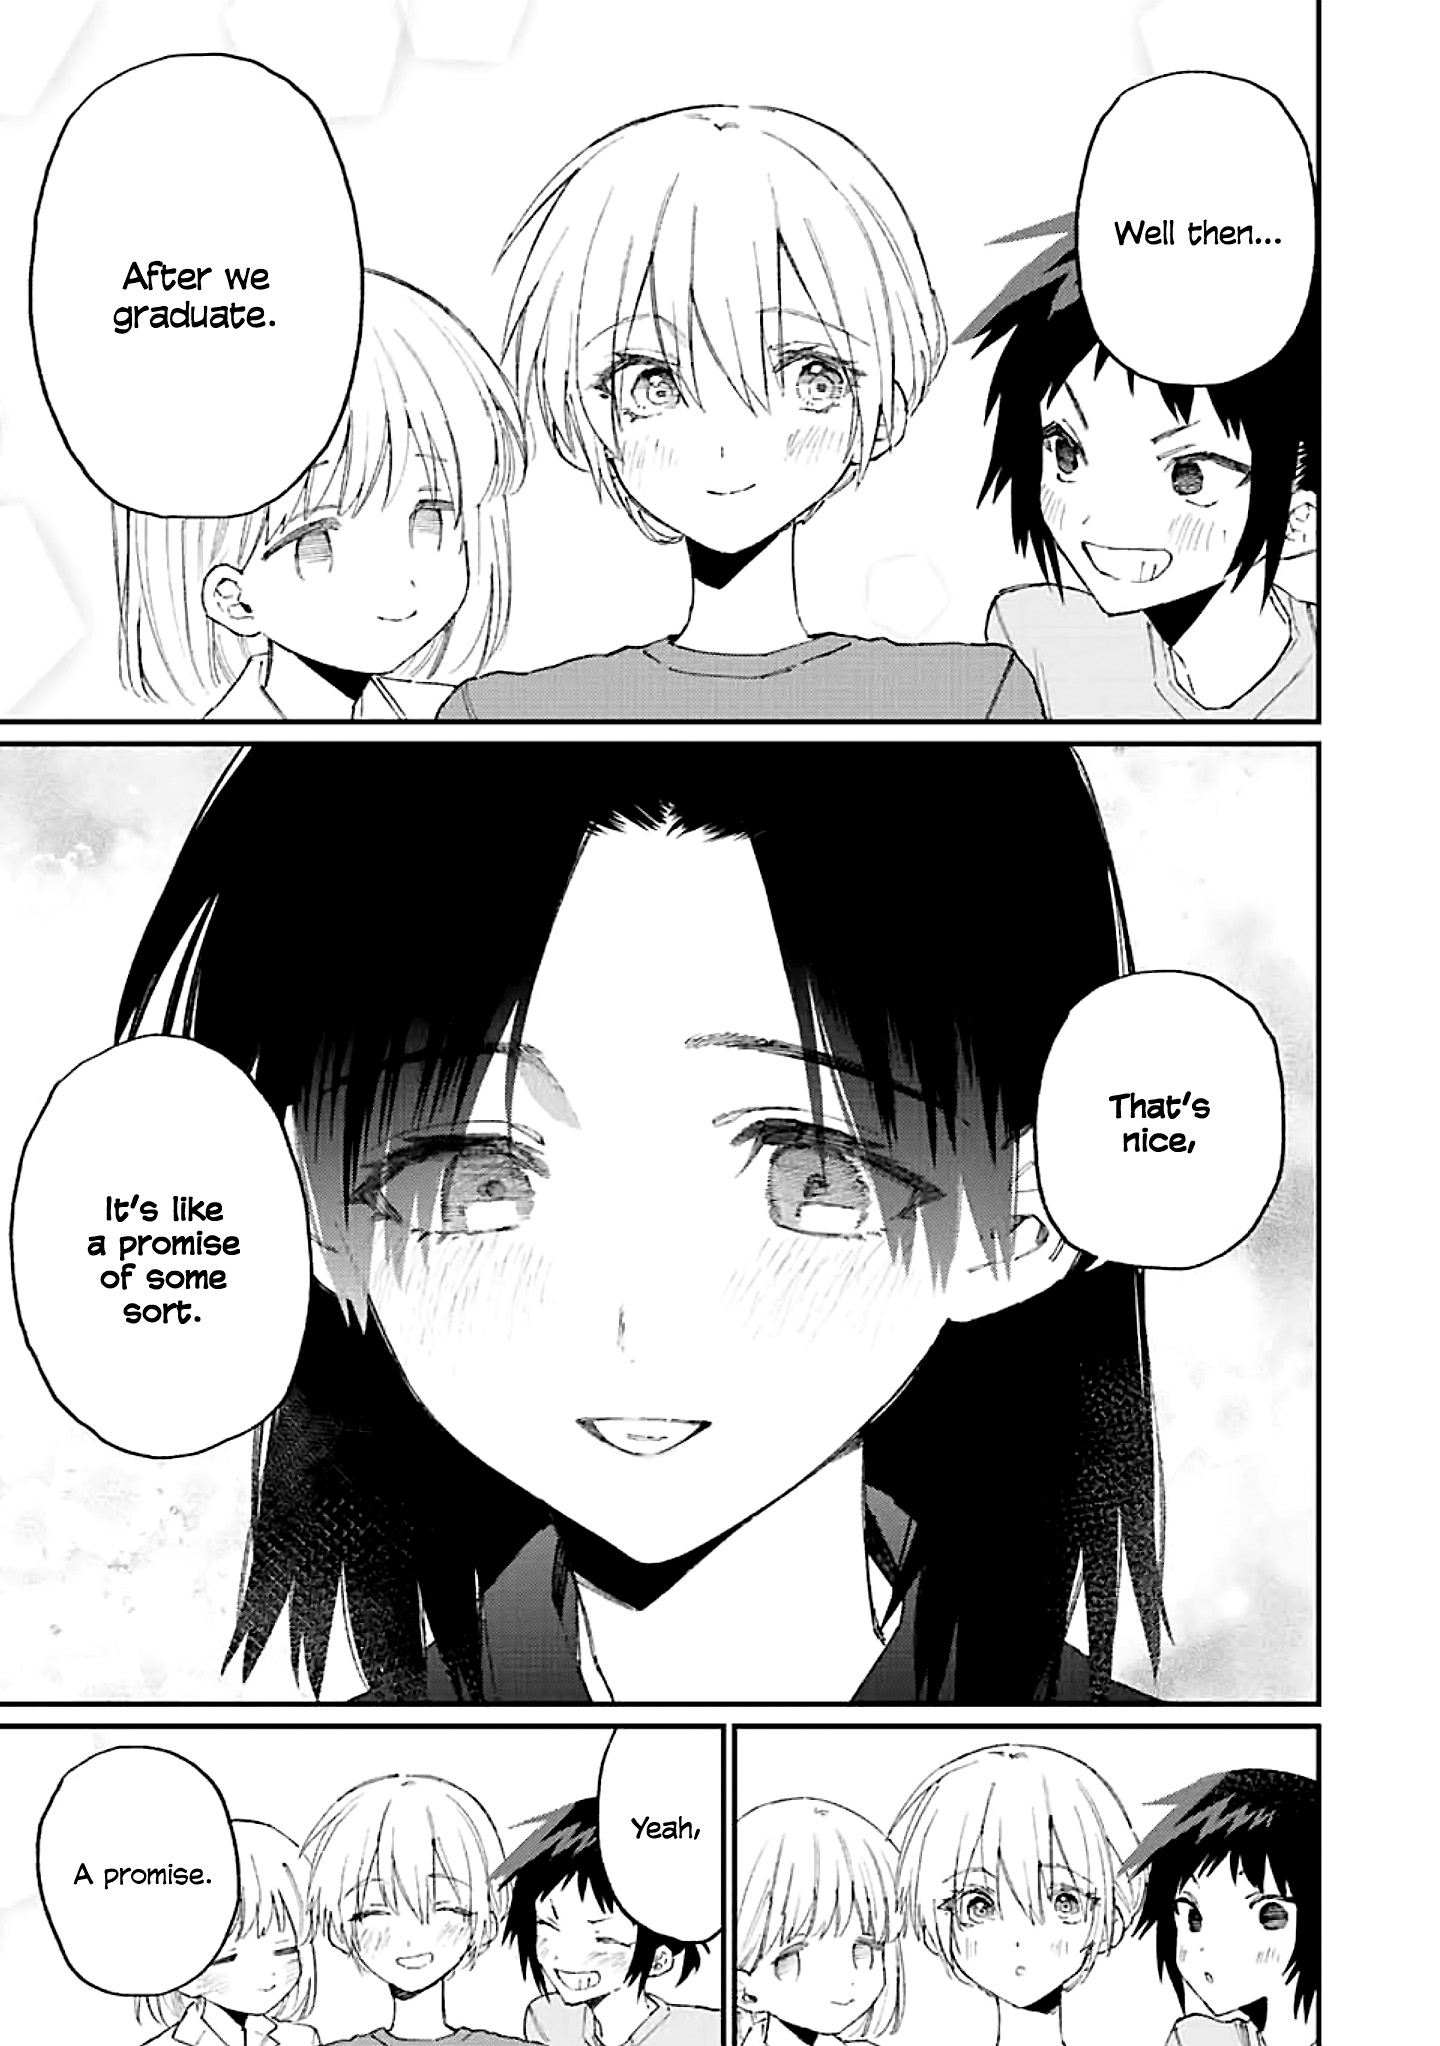 Well then...
After we
graduate.
That's
nice,
It's like
a promise
of some
sort.
Yeah,
A promise.